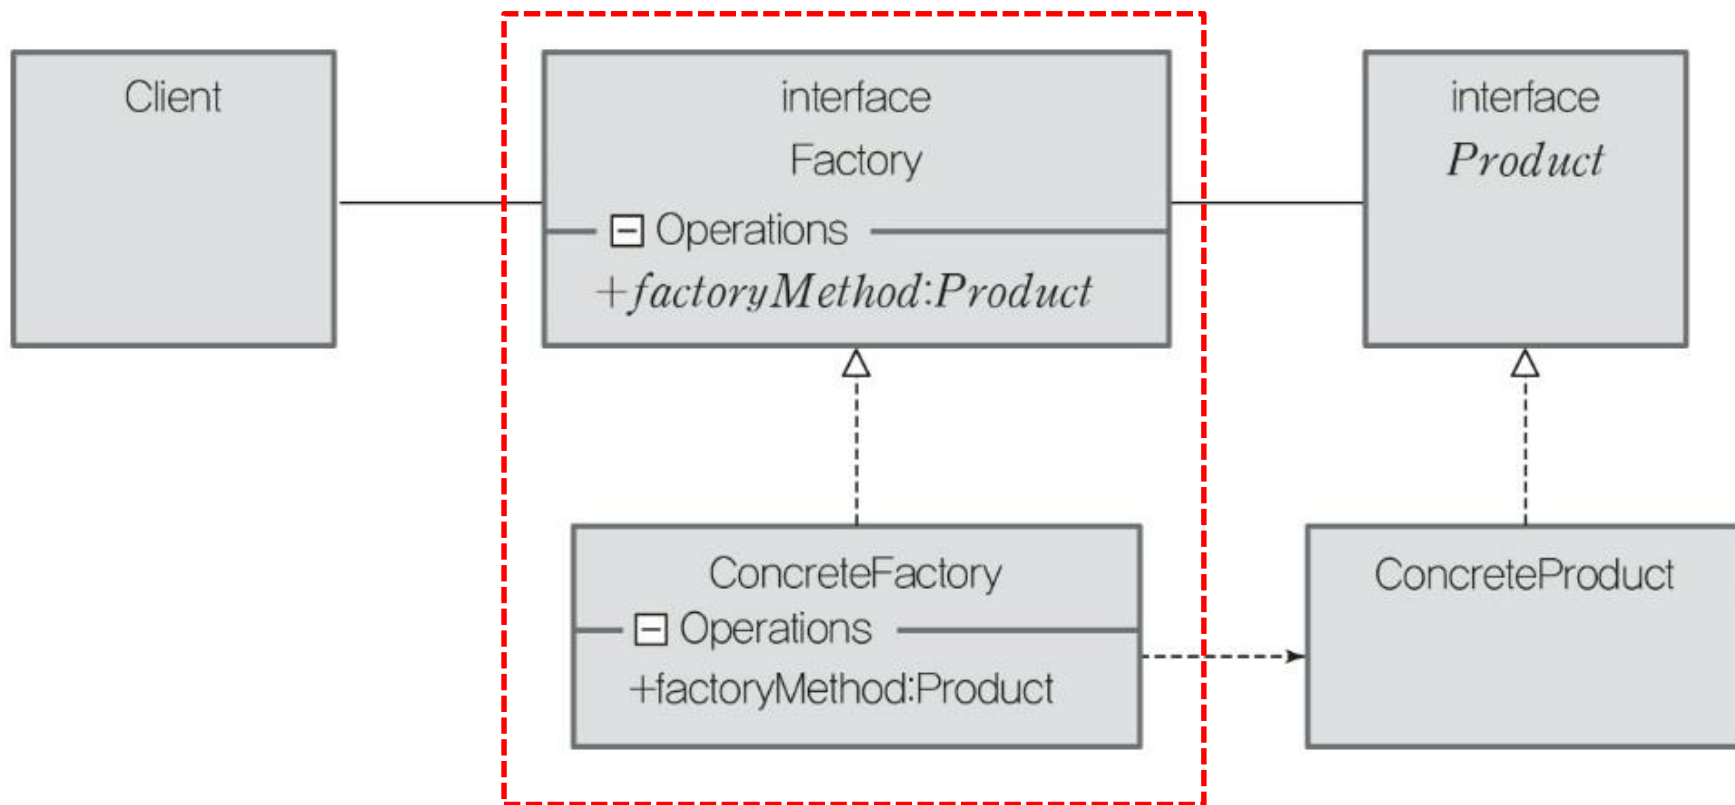 Client
interface
Factory
Operations
+factoryMethod:Product
interface
Product
ConcreteFactory
Operations
+factoryMethod:Product
ConcreteProduct